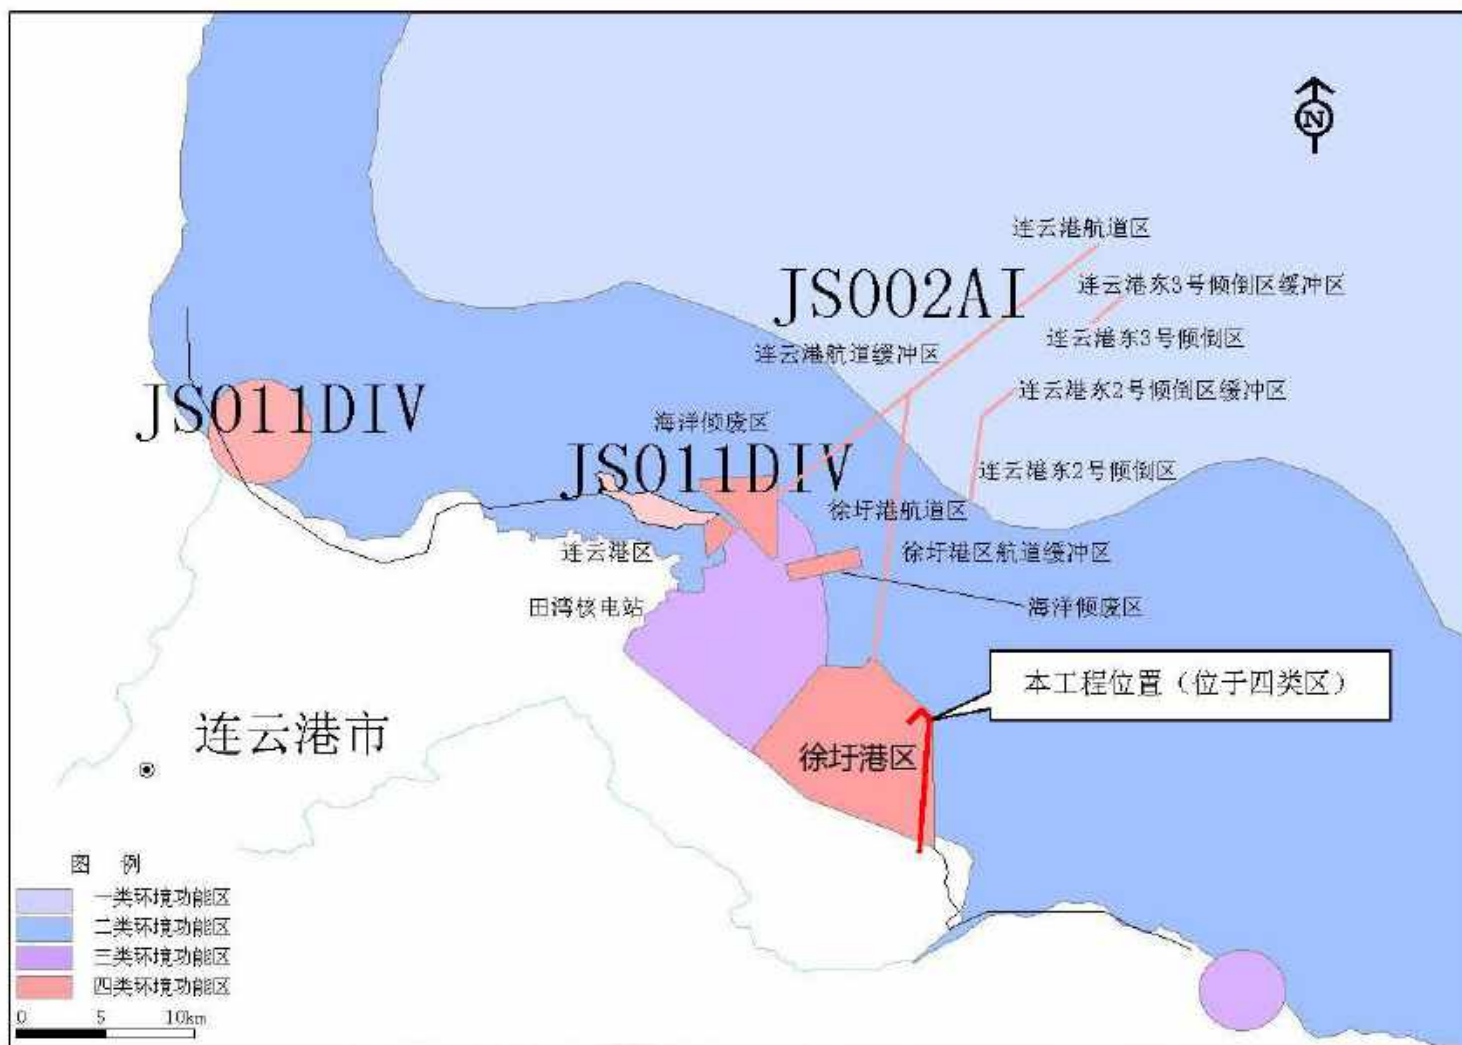 N
连云港航道区
JS002AI
连云港东3号倾倒区缓冲区
连云港东3号倾倒区
连云港航道缓冲区
连云港东2号倾倒区缓冲区
JS011DIV
海洋倾废区
JS011DIV
连云港东2号倾倒区
徐圩港航道区
连云港区
徐圩港区航道缓冲区
田湾核电站
海洋倾废区
本工程位置（位于四类区）
连云港市
徐圩港区
图 例
一类环境功能区
二类环境功能区
三类环境功能区
四类环境功能区
0 5 10km